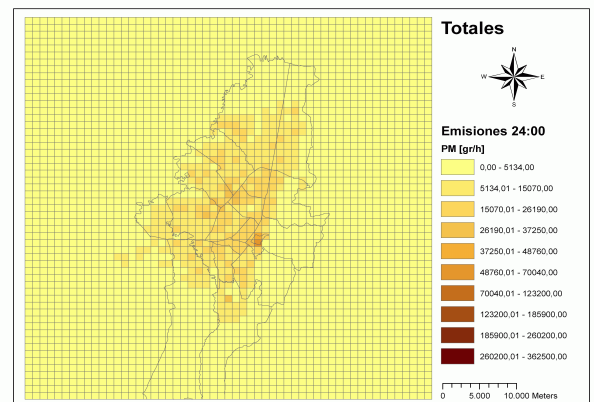 Totales
N
W E
S
Emisiones 24:00
PM [gr/h]
0,00 - 5134,00
5134,01 - 15070,00
15070,01 - 26190,00
26190,01 - 37250,00
37250,01 - 48760,00
48760,01 - 70040,00
70040,01 - 123200,00
123200,01 - 185900,00
185900,01 - 260200,00
260200,01 - 362500,00
0 5.000 10.000 Meters